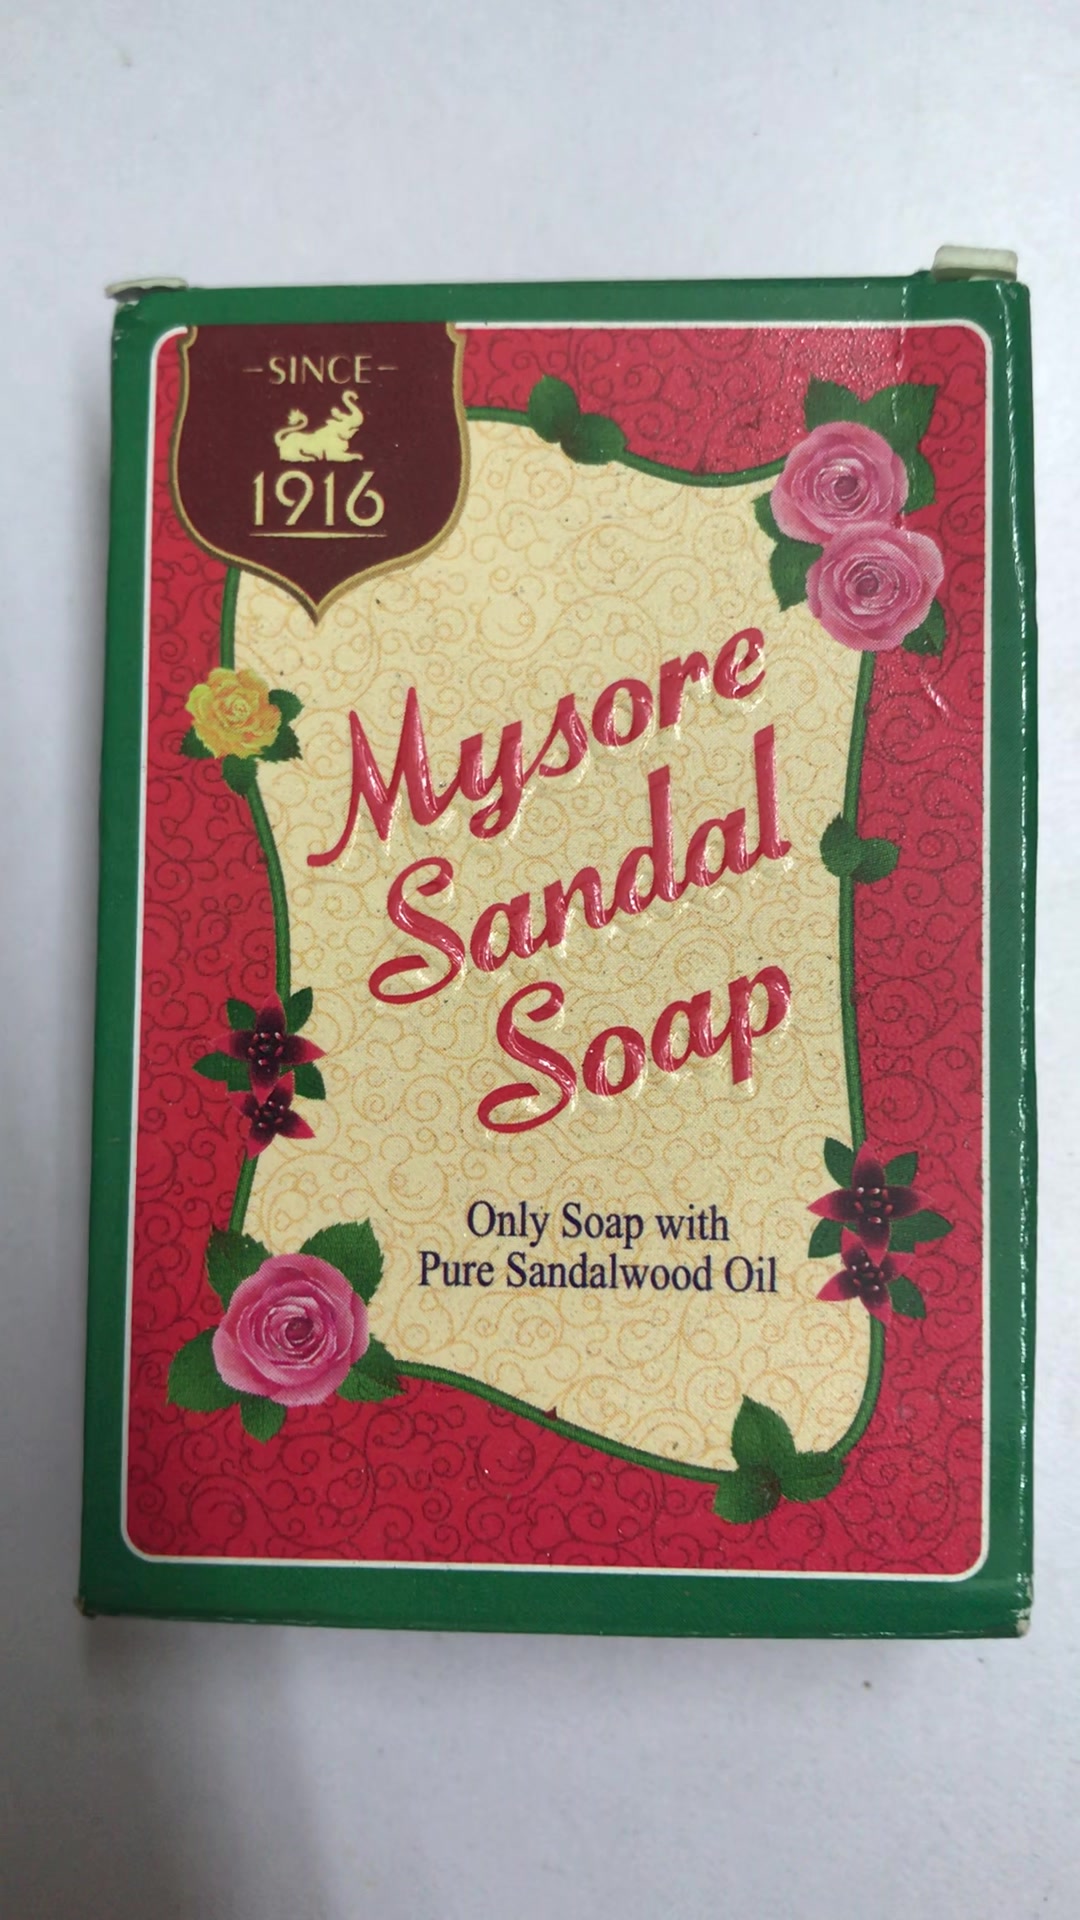 -SINCE-
1916
Mysore
Sandal
Soap
Only Soap with
Pure Sandalwood Oil